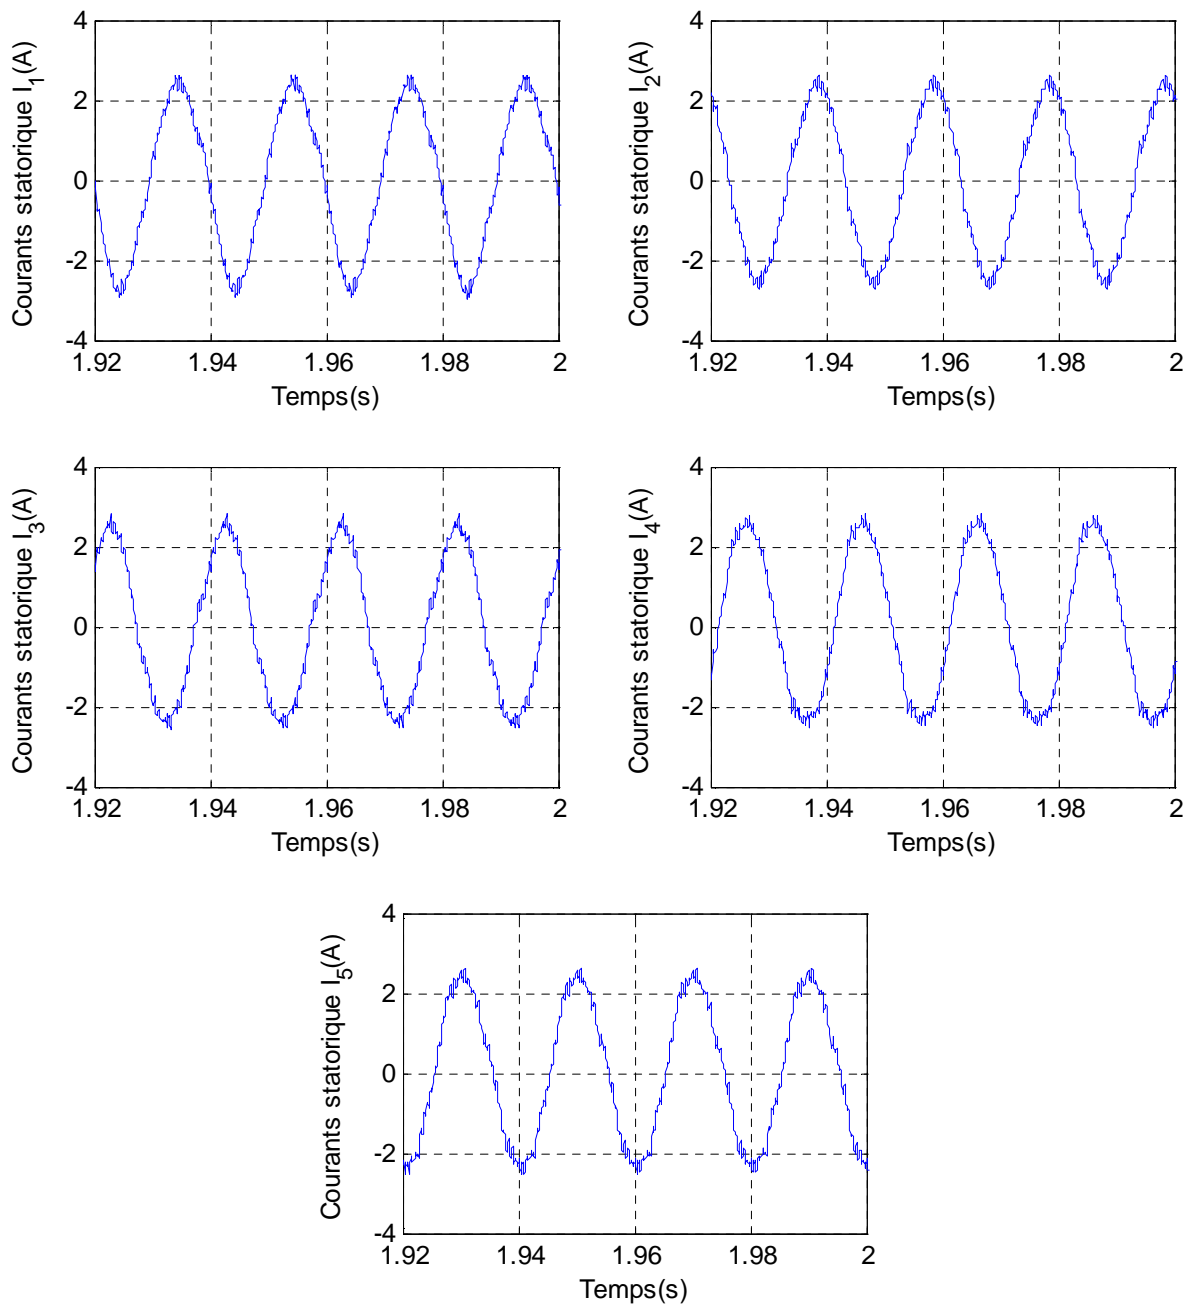 Courants statorique I1(A)
4
2
0
-2
-4
1.92 1.94 1.96 1.98 2
Temps(s)
Courants statorique I2(A)
4
2
0
-2
-4
1.92 1.94 1.96 1.98 2
Temps(s)
Courants statorique I3(A)
4
2
0
-2
-4
1.92 1.94 1.96 1.98 2
Temps(s)
Courants statorique I4(A)
4
2
0
-2
-4
1.92 1.94 1.96 1.98 2
Temps(s)
Courants statorique I5(A)
4
2
0
-2
-4
1.92 1.94 1.96 1.98 2
Temps(s)